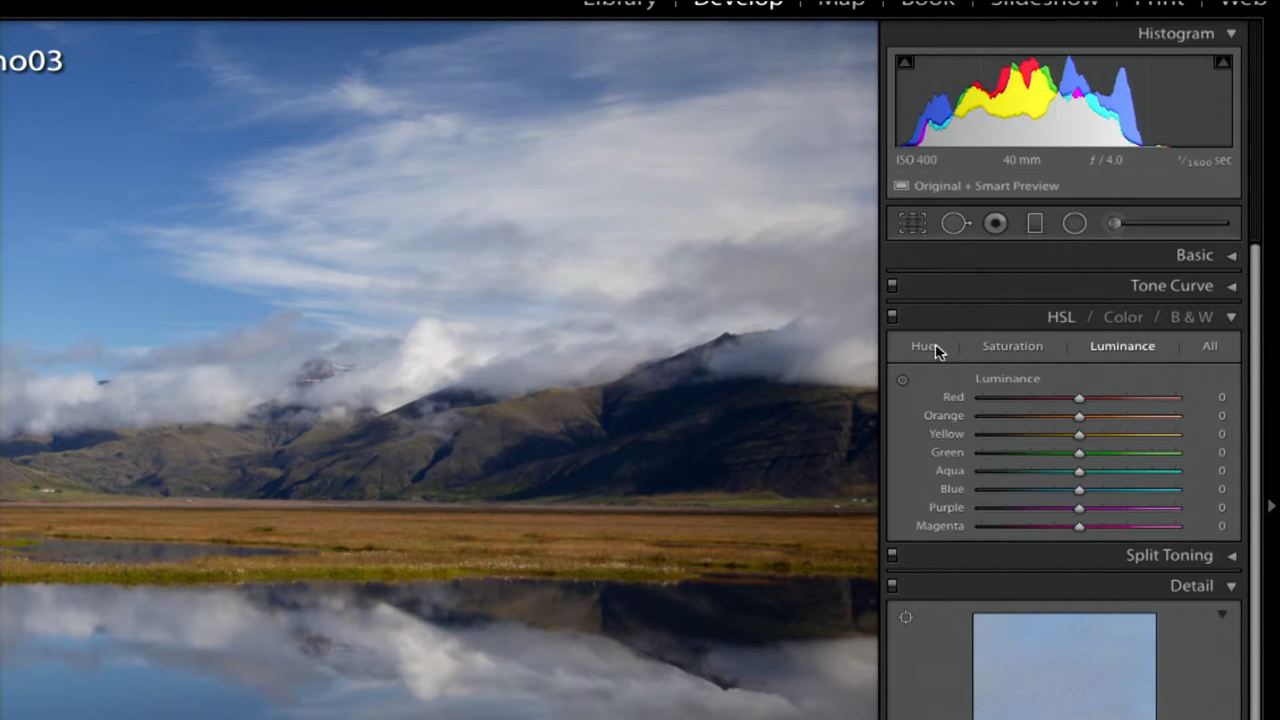 Library | Develop | Map | Book | Slideshow | Print | Web
no03
Histogram
ISO 400 40 mm ƒ / 4.0 1/1600 sec
Original + Smart Preview
Basic
Tone Curve
HSL / Color / B & W
Hue | Saturation | Luminance | All
Luminance
Red 0
Orange 0
Yellow 0
Green 0
Aqua 0
Blue 0
Purple 0
Magenta 0
Split Toning
Detail